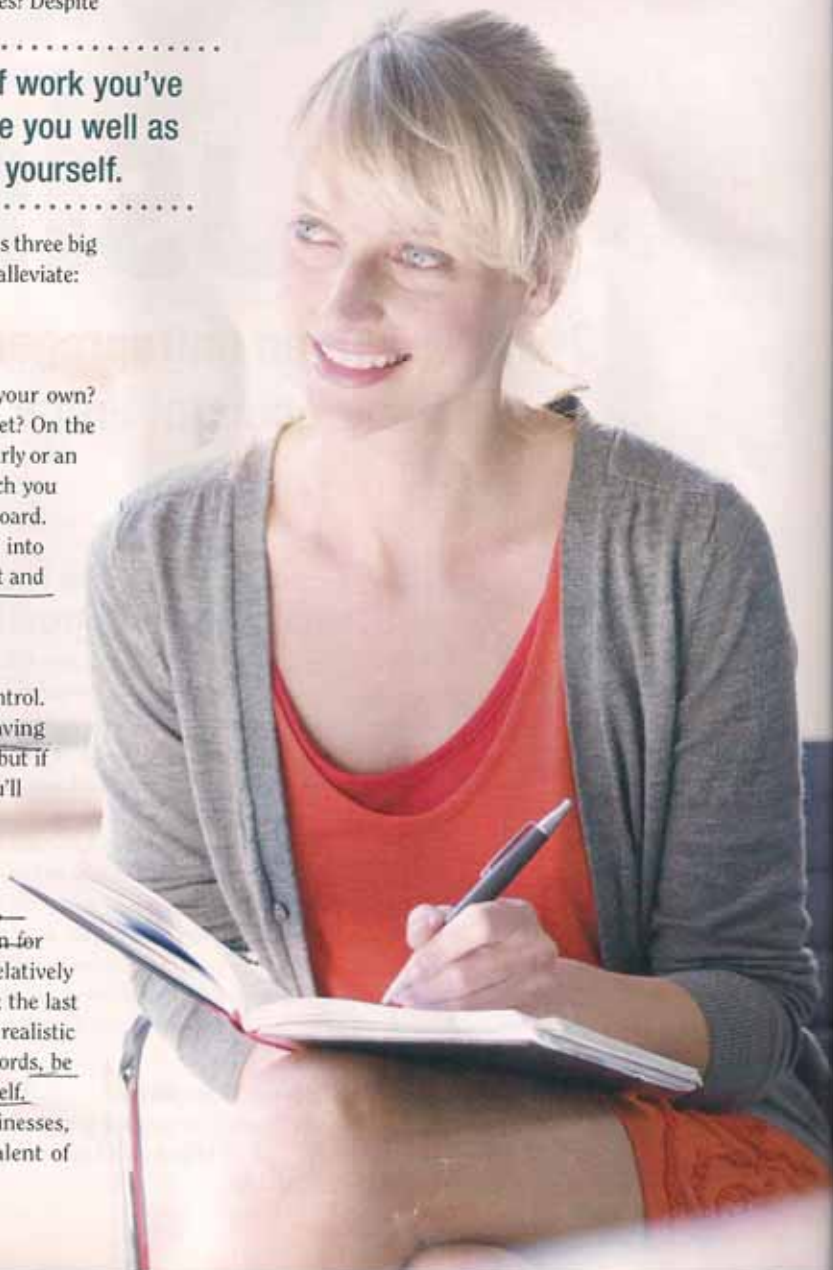 Despite
f work you've
e you well as
yourself.
s three big
alleviate:
your own?
et? On the
rly or an
ch you
oard.
into
t and
ntrol.
aving
but if
u'll
n for
elatively
the last
realistic
ords, be
elf.
inesses,
alent of